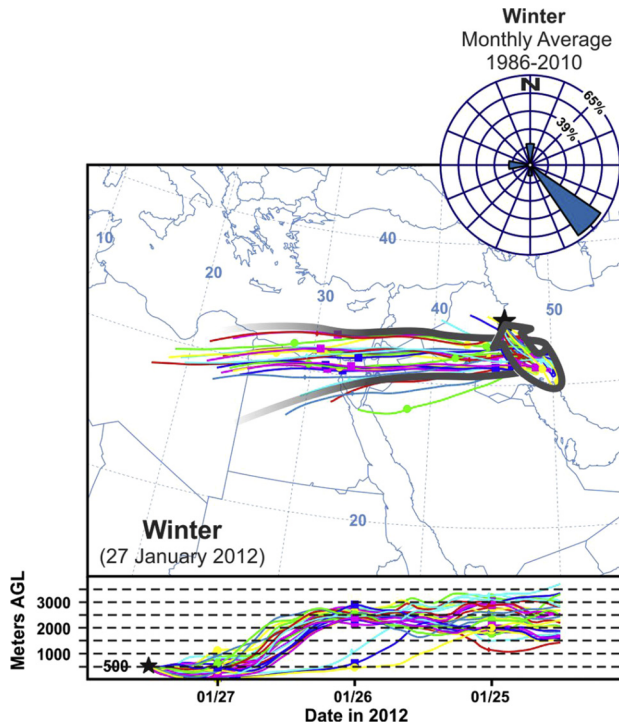 Winter
Monthly Average
1986-2010
N
65%
39%
10
20
30
40
40
50
20
Winter
(27 January 2012)
Meters AGL
3000
2000
1000
500
01/27
01/26
01/25
Date in 2012